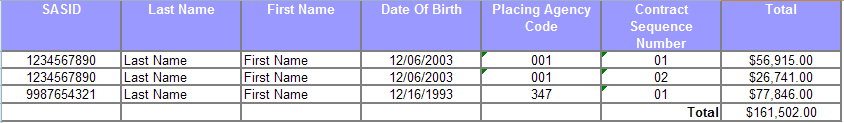 SASID Last Name First Name Date Of Birth Placing Agency Code Contract Sequence Number Total
1234567890 Last Name First Name 12/06/2003 001 01 $56,915.00
1234567890 Last Name First Name 12/06/2003 001 02 $26,741.00
9987654321 Last Name First Name 12/16/1993 347 01 $77,846.00
Total $161,502.00